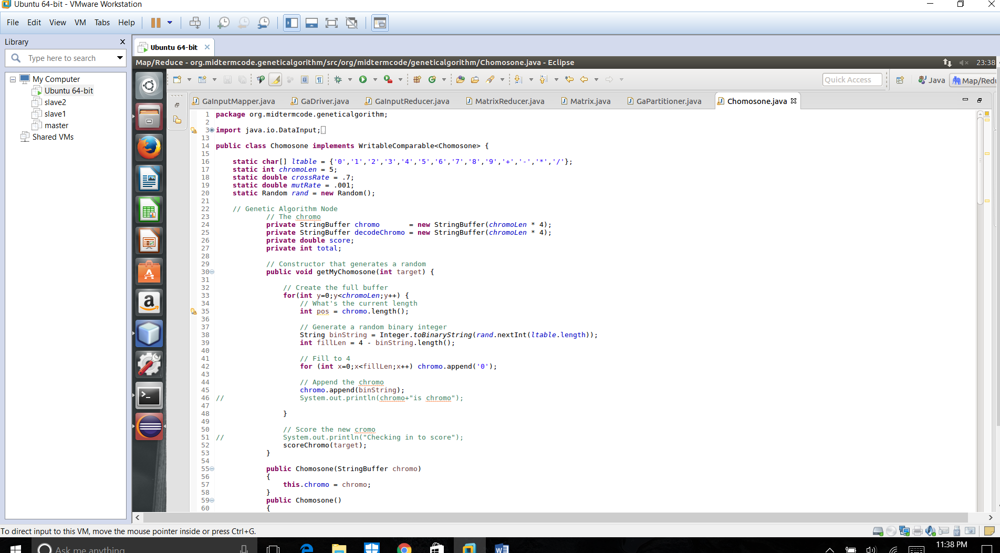 Ubuntu 64-bit - VMware Workstation
File Edit View VM Tabs Help
Library
Type here to search
My Computer
Ubuntu 64-bit
slave2
slave1
master
Shared VMs
Ubuntu 64-bit
Map/Reduce - org.midtermcode.geneticalgorithm/src/org/midtermcode/geneticalgorithm/Chomosone.java - Eclipse
23:38
Quick Access
Java
Map/Redu
GaInputMapper.java GaDriver.java GaInputReducer.java MatrixReducer.java Matrix.java GaPartitioner.java Chomosone.java
1 package org.midtermcode.geneticalgorithm;
2
3 import java.io.DataInput;
13
14 public class Chomosone implements WritableComparable<Chomosone> {
15
16 static char[] ltable = {'0','1','2','3','4','5','6','7','8','9','+','-','*','/'};
17 static int chromoLen = 5;
18 static double crossRate = .7;
19 static double mutRate = .001;
20 static Random rand = new Random();
21
22 // Genetic Algorithm Node
23 // The chromo
24 private StringBuffer chromo = new StringBuffer(chromoLen * 4);
25 private StringBuffer decodeChromo = new StringBuffer(chromoLen * 4);
26 private double score;
27 private int total;
28
29 // Constructor that generates a random
30 public void getMyChomosone(int target) {
31
32 // Create the full buffer
33 for(int y=0;y<chromoLen;y++) {
34 // What's the current length
35 int pos = chromo.length();
36
37 // Generate a random binary integer
38 String binString = Integer.toBinaryString(rand.nextInt(ltable.length));
39 int fillLen = 4 - binString.length();
40
41 // Fill to 4
42 for (int x=0;x<fillLen;x++) chromo.append('0');
43
44 // Append the chromo
45 chromo.append(binString);
46 // System.out.println(chromo+"is chromo");
47
48 }
49
50 // Score the new cromo
51 // System.out.println("Checking in to score");
52 scoreChromo(target);
53 }
54
55 public Chomosone(StringBuffer chromo)
56 {
57 this.chromo = chromo;
58 }
59 public Chomosone()
60 {
To direct input to this VM, move the mouse pointer inside or press Ctrl+G.
Ask me anything
11:38 PM